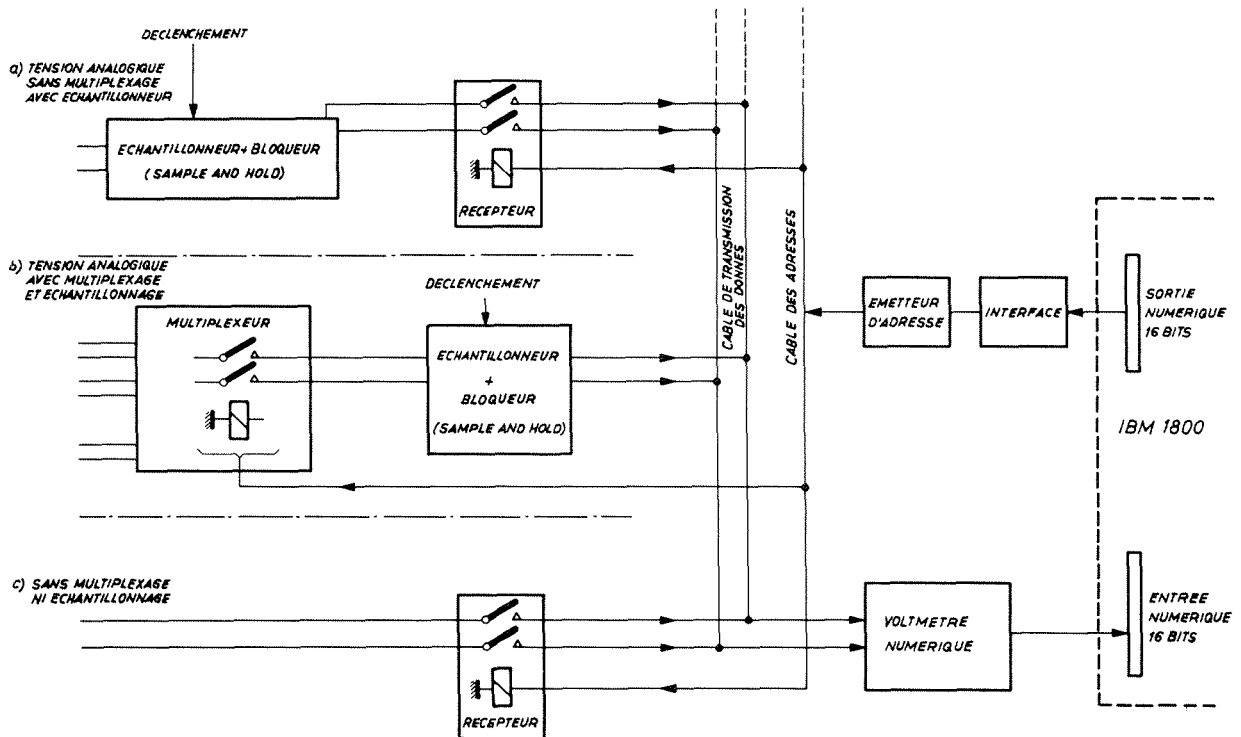 DECLENCHEMENT
a) TENSION ANALOGIQUE
SANS MULTIPLEXAGE
AVEC ECHANTILLONNEUR
ECHANTILLONNEUR + BLOQUEUR
(SAMPLE AND HOLD)
RECEPTEUR
b) TENSION ANALOGIQUE
AVEC MULTIPLEXAGE
ET ECHANTILLONNAGE
MULTIPLEXEUR
DECLENCHEMENT
ECHANTILLONNEUR
+
BLOQUEUR
(SAMPLE AND HOLD)
CABLE DE TRANSMISSION
DES DONNES
CABLE DES ADRESSES
EMETTEUR
D'ADRESSE
INTERFACE
SORTIE
NUMERIQUE
16 BITS
IBM 1800
c) SANS MULTIPLEXAGE
NI ECHANTILLONNAGE
RECEPTEUR
VOLTMETRE
NUMERIQUE
ENTREE
NUMERIQUE
16 BITS